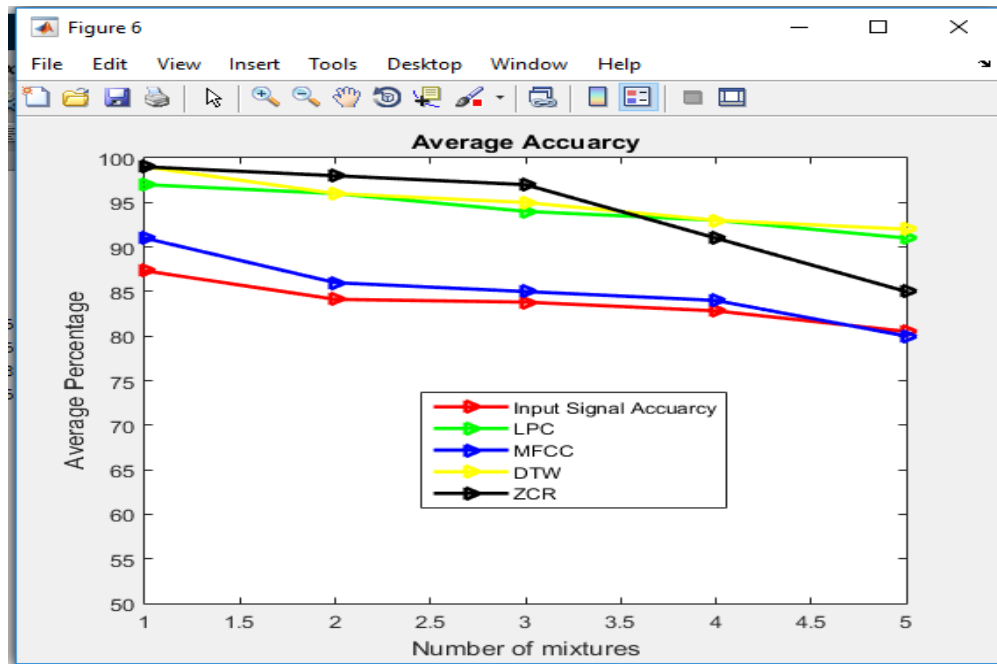 Figure 6
File Edit View Insert Tools Desktop Window Help
Average Accuarcy
100
95
90
85
80
75
70
65
60
55
50
Average Percentage
Input Signal Accuarcy
LPC
MFCC
DTW
ZCR
1 1.5 2 2.5 3 3.5 4 4.5 5
Number of mixtures